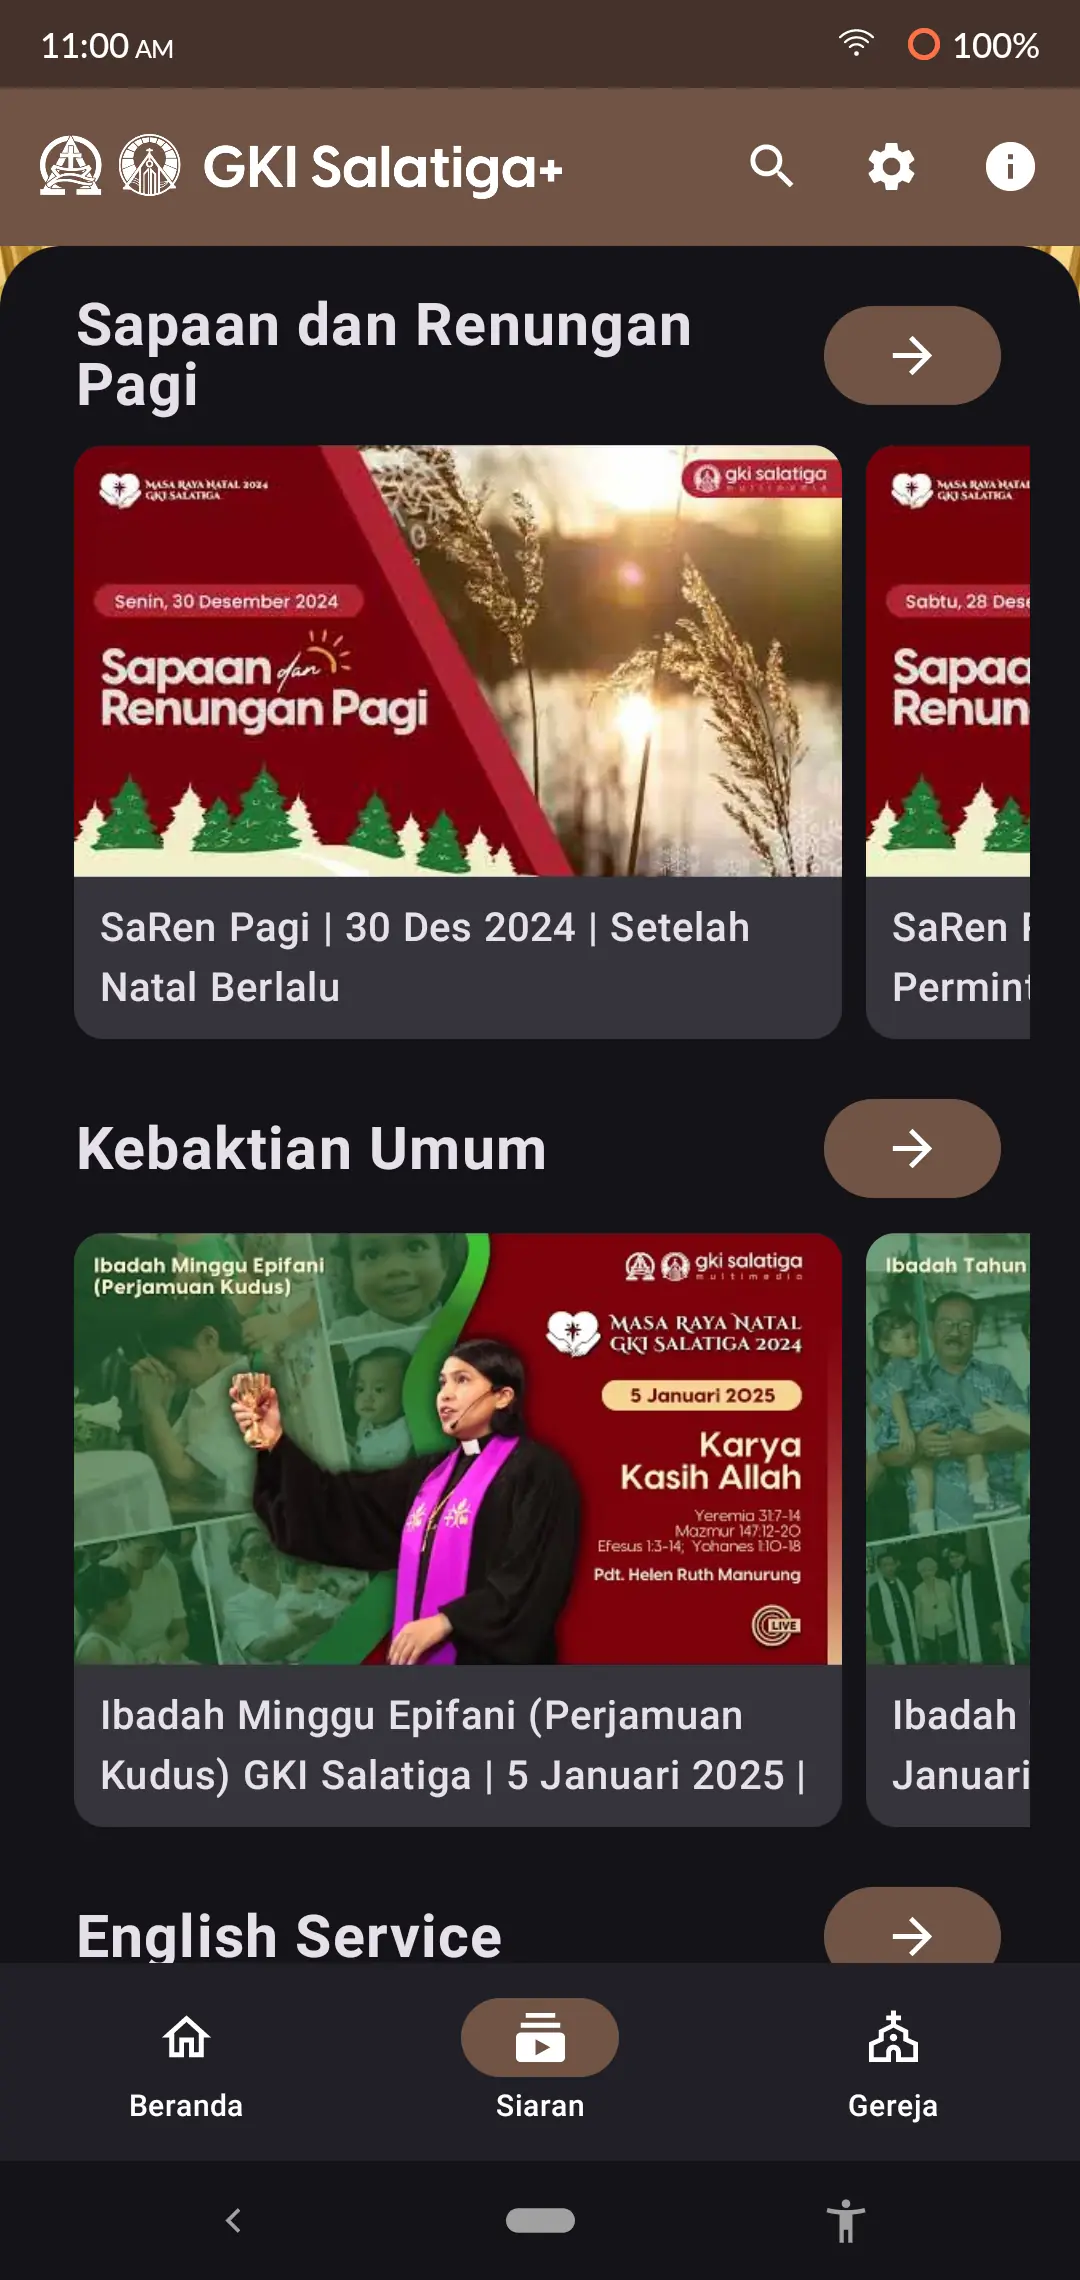 11:00 AM
100%
GKI Salatiga+
Sapaan dan Renungan
Pagi
MASA RAYA NATAL 2024
GKI SALATIGA
gki salatiga
multimedia
Senin, 30 Desember 2024
Sapaan dan
Renungan Pagi
SaRen Pagi | 30 Des 2024 | Setelah
Natal Berlalu
MASA RAYA
GKI SALATIGA
Sabtu, 28
SaRen
Kebaktian Umum
Ibadah Minggu Epifani
(Perjamuan Kudus)
gki salatiga
multimedia
MASA RAYA NATAL
GKI SALATIGA 2024
5 Januari 2025
Karya
Kasih Allah
Yeremia 31:7-14
Mazmur 147:12-20
Efesus 1:3-14; Yohanes 1:10-18
Pdt. Helen Ruth Manurung
LIVE
Ibadah Minggu Epifani (Perjamuan
Kudus) GKI Salatiga | 5 Januari 2025 |
Ibadah Tahun
Ibadah
Januari
English Service
Beranda
Siaran
Gereja